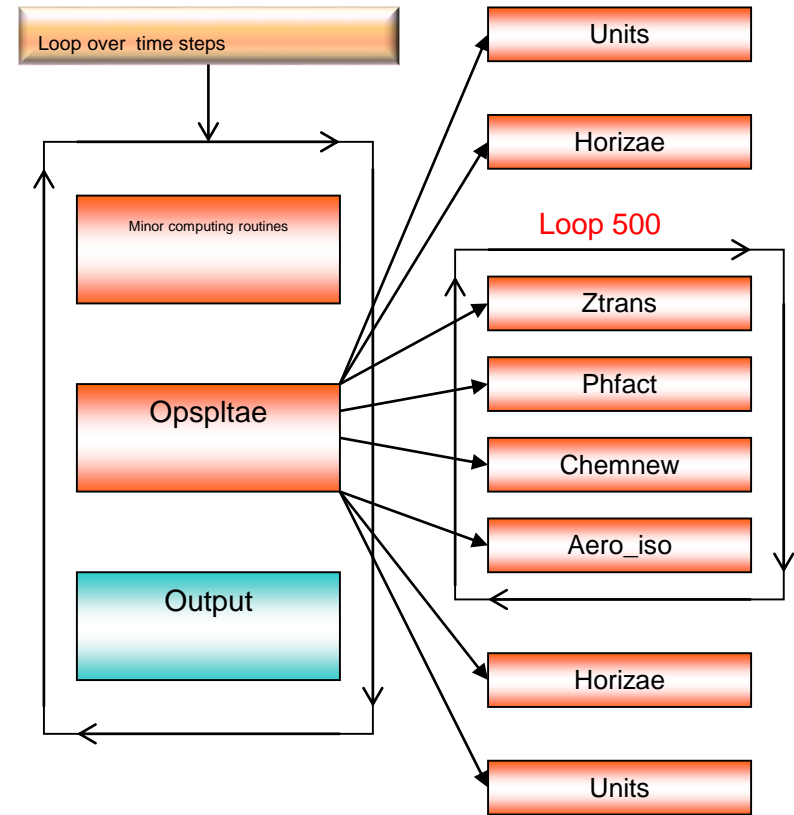 Loop over time steps
Minor computing routines
Opspltae
Output
Units
Horizae
Loop 500
Ztrans
Phfact
Chemnew
Aero_iso
Horizae
Units